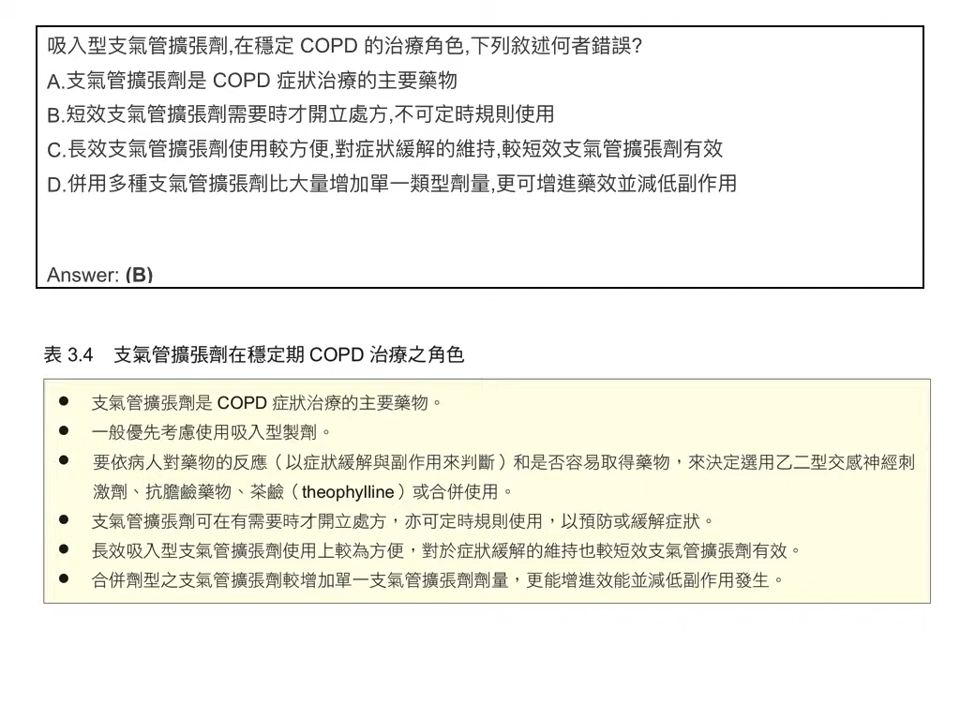 吸入型支氣管擴張劑,在穩定 COPD 的治療角色,下列敘述何者錯誤?
A.支氣管擴張劑是 COPD 症狀治療的主要藥物
B.短效支氣管擴張劑需要時才開立處方,不可定時規則使用
C.長效支氣管擴張劑使用較方便,對症狀緩解的維持,較短效支氣管擴張劑有效
D.併用多種支氣管擴張劑比大量增加單一類型劑量,更可增進藥效並減低副作用
Answer: (B)
表 3.4 支氣管擴張劑在穩定期 COPD 治療之角色
● 支氣管擴張劑是 COPD 症狀治療的主要藥物。
● 一般優先考慮使用吸入型製劑。
● 要依病人對藥物的反應（以症狀緩解與副作用來判斷）和是否容易取得藥物，來決定選用乙二型交感神經刺
激劑、抗膽鹼藥物、茶鹼（theophylline）或合併使用。
● 支氣管擴張劑可在有需要時才開立處方，亦可定時規則使用，以預防或緩解症狀。
● 長效吸入型支氣管擴張劑使用上較為方便，對於症狀緩解的維持也較短效支氣管擴張劑有效。
● 合併劑型之支氣管擴張劑較增加單一支氣管擴張劑劑量，更能增進效能並減低副作用發生。